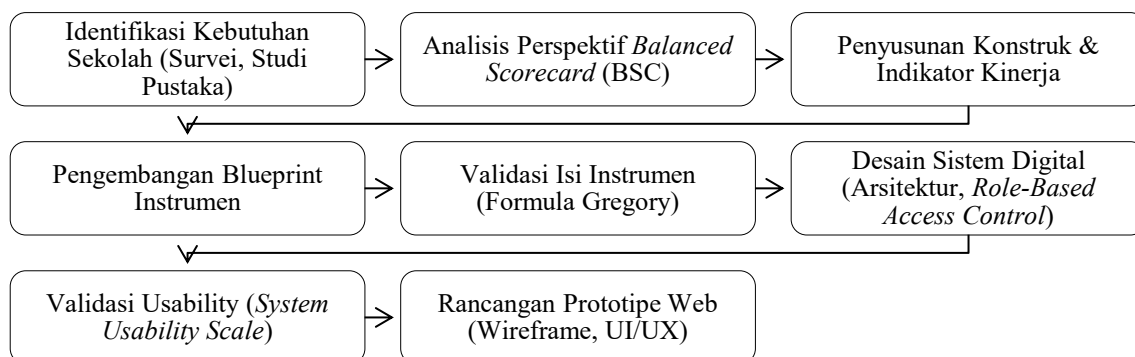 Identifikasi Kebutuhan
Sekolah (Survei, Studi
Pustaka)
Analisis Perspektif Balanced
Scorecard (BSC)
Penyusunan Konstruk &
Indikator Kinerja
Pengembangan Blueprint
Instrumen
Validasi Isi Instrumen
(Formula Gregory)
Desain Sistem Digital
(Arsitektur, Role-Based
Access Control)
Validasi Usability (System
Usability Scale)
Rancangan Prototipe Web
(Wireframe, UI/UX)